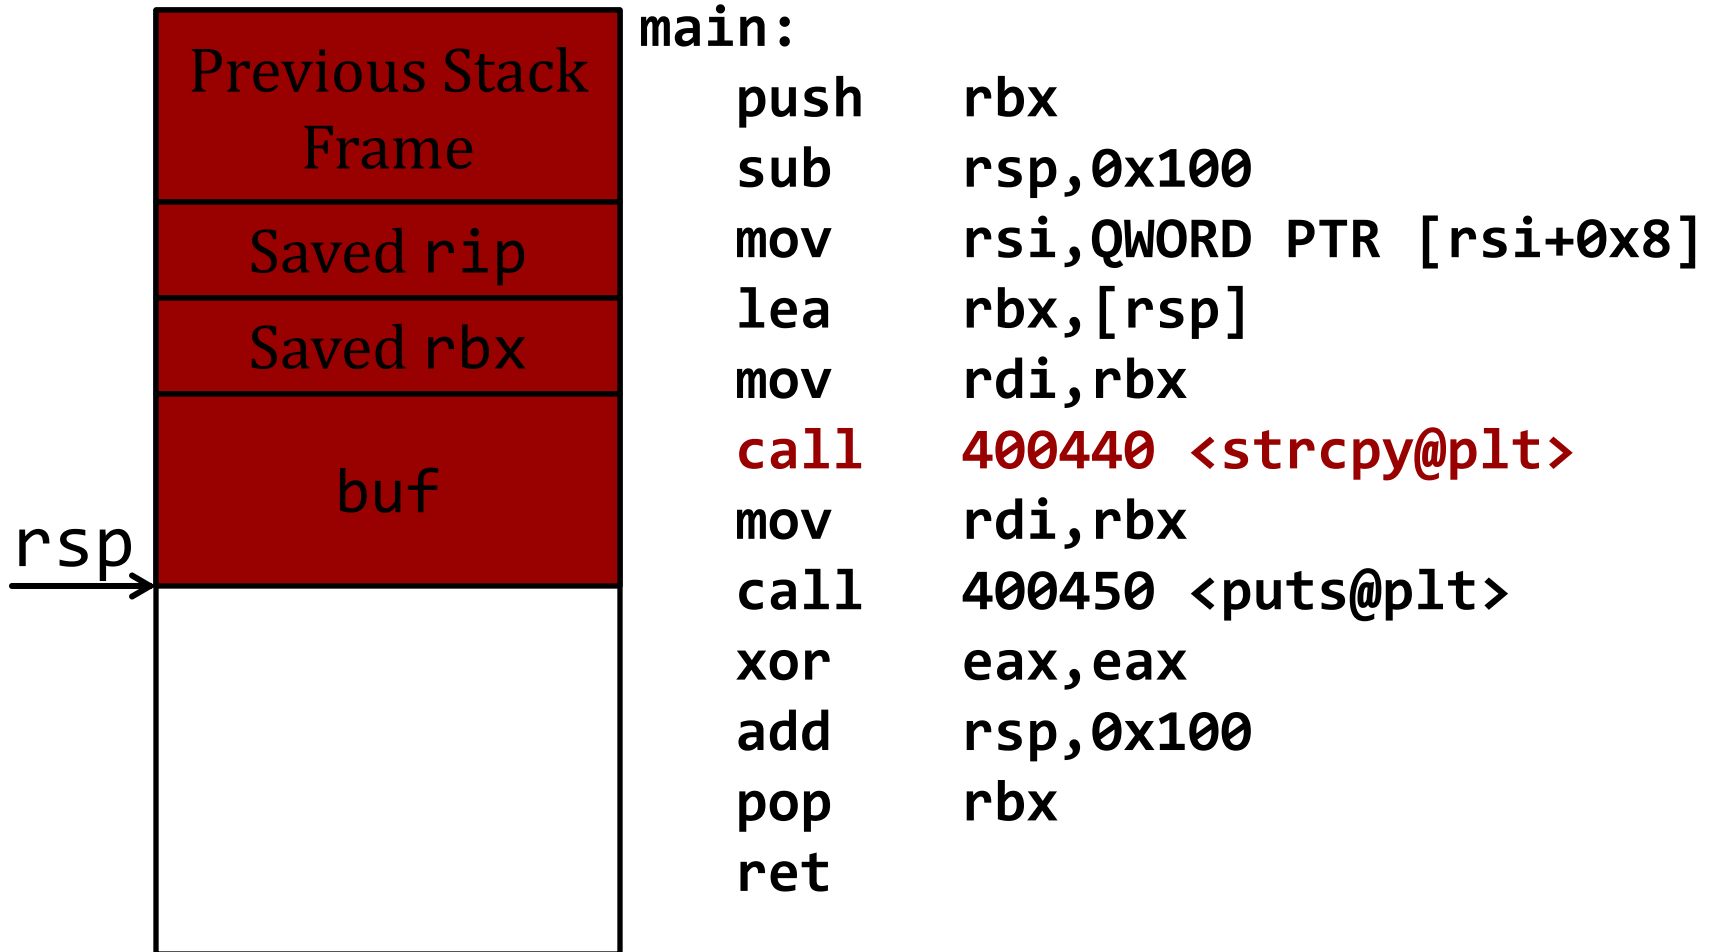 Previous Stack
Frame
Saved rip
Saved rbx
buf
rsp
main:
push rbx
sub rsp,0x100
mov rsi,QWORD PTR [rsi+0x8]
lea rbx,[rsp]
mov rdi,rbx
call 400440 <strcpy@plt>
mov rdi,rbx
call 400450 <puts@plt>
xor eax,eax
add rsp,0x100
pop rbx
ret